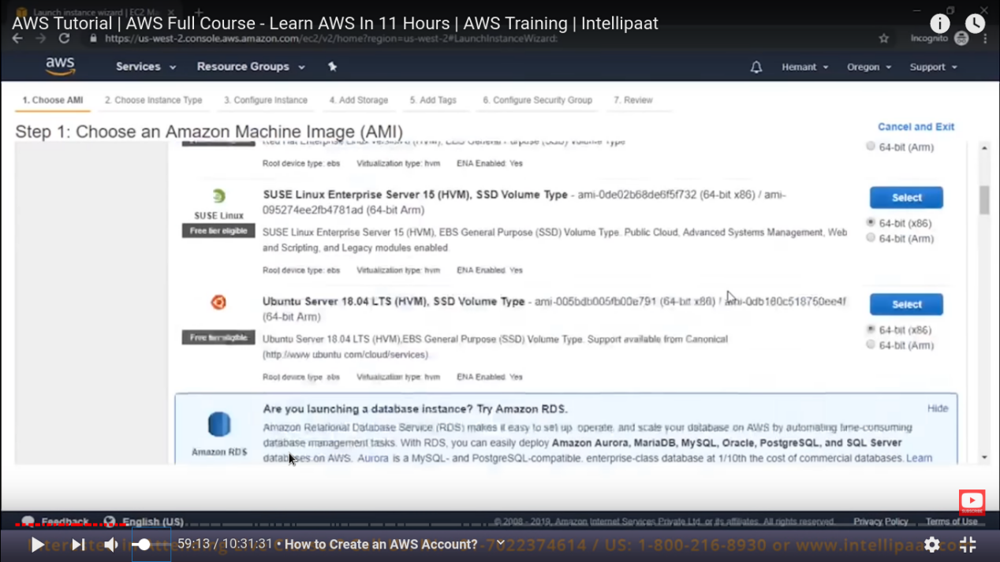 Launch instance wizard | EC2 M
AWS Tutorial | AWS Full Course - Learn AWS In 11 Hours | AWS Training | Intellipaat
https://us-west-2.console.aws.amazon.com/ec2/v2/home?region=us-west-2#LaunchInstanceWizard:
Incognito
aws Services Resource Groups Hemant Oregon Support
1. Choose AMI 2. Choose Instance Type 3. Configure Instance 4. Add Storage 5. Add Tags 6. Configure Security Group 7. Review
Step 1: Choose an Amazon Machine Image (AMI)
Cancel and Exit
64-bit (Arm)
Root device type: ebs Virtualization type: hvm ENA Enabled: Yes
SUSE Linux
Free tier eligible
SUSE Linux Enterprise Server 15 (HVM), SSD Volume Type - ami-0de02b68de6f5f732 (64-bit x86) / ami-
095274ee2fb4781ad (64-bit Arm)
SUSE Linux Enterprise Server 15 (HVM), EBS General Purpose (SSD) Volume Type. Public Cloud, Advanced Systems Management, Web
and Scripting, and Legacy modules enabled.
Root device type: ebs Virtualization type: hvm ENA Enabled: Yes
Select
64-bit (x86)
64-bit (Arm)
Free tier eligible
Ubuntu Server 18.04 LTS (HVM), SSD Volume Type - ami-005bdb005fb00e791 (64-bit x86) / ami-0db180c518750ee4f
(64-bit Arm)
Ubuntu Server 18.04 LTS (HVM),EBS General Purpose (SSD) Volume Type. Support available from Canonical
(http://www.ubuntu.com/cloud/services).
Root device type: ebs Virtualization type: hvm ENA Enabled: Yes
Select
64-bit (x86)
64-bit (Arm)
Amazon RDS
Are you launching a database instance? Try Amazon RDS.
Hide
Amazon Relational Database Service (RDS) makes it easy to set up, operate, and scale your database on AWS by automating time-consuming
database management tasks. With RDS, you can easily deploy Amazon Aurora, MariaDB, MySQL, Oracle, PostgreSQL, and SQL Server
databases on AWS. Aurora is a MySQL- and PostgreSQL-compatible, enterprise-class database at 1/10th the cost of commercial databases. Learn
SUBSCRIBE
Feedback English (US) © 2008 - 2019, Amazon Internet Services Private Ltd. or its affiliates. All rights reserved. Privacy Policy Terms of Use
59:13 / 10:31:31 • How to Create an AWS Account?
-7022374614 / US: 1-800-216-8930 or www.intellipaat